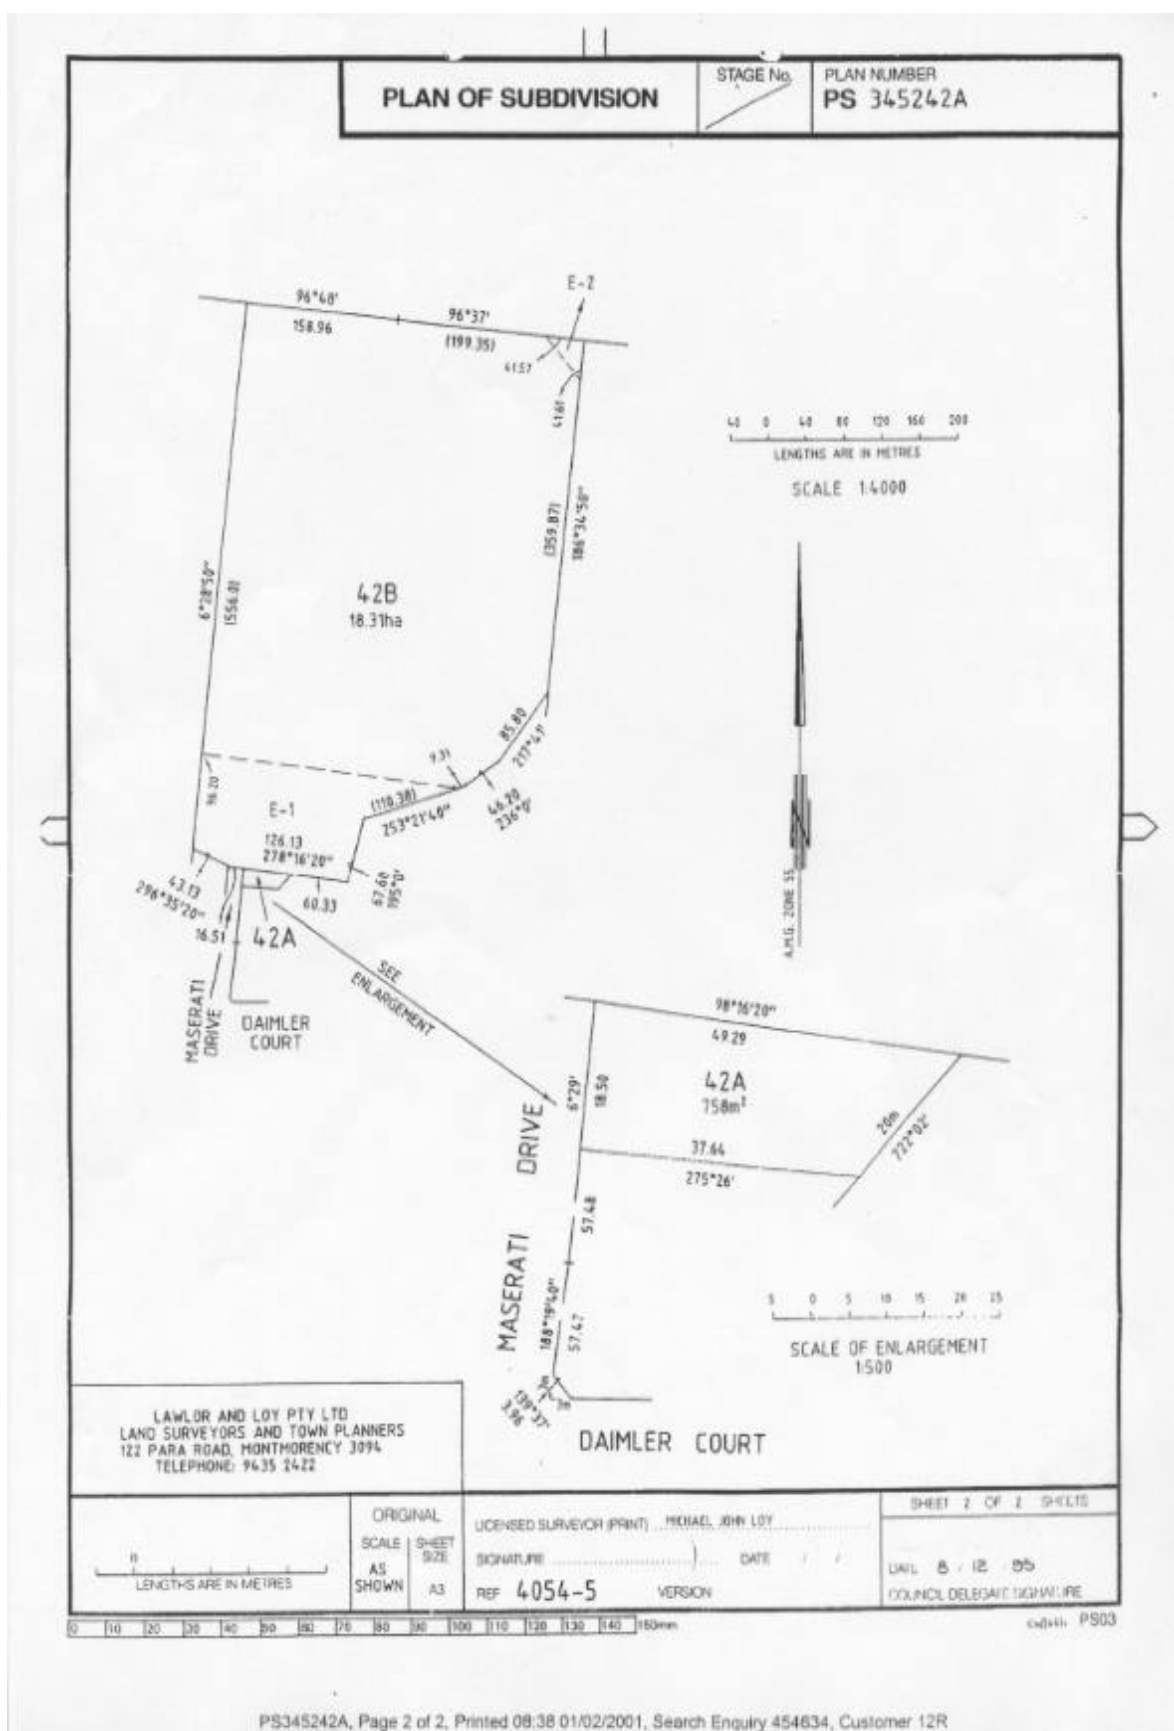 PLAN OF SUBDIVISION
STAGE No.
PLAN NUMBER
PS 345242A
E-2
96°48'
158.96
96°37'
(199.35)
41.57
41.61
40 0 40 80 120 160 200
LENGTHS ARE IN METRES
SCALE 1:4000
6°28'50"
(556.0)
(359.87)
186°34'50"
42B
18.31ha
85.80
217°47'
9.31
46.20
236°0'
96.20
(110.38)
253°21'40"
E-1
126.13
278°16'20"
43.13
296°35'20"
67.60
195°0'
60.33
16.51
42A
SEE
ENLARGEMENT
MASERATI
DRIVE
DAIMLER
COURT
A.M.G. ZONE 55
98°16'20"
49.29
6°29'
18.50
42A
758m²
20m
222°02'
37.64
275°26'
MASERATI DRIVE
57.48
188°19'40"
57.47
139°37'
3.96
DAIMLER COURT
5 0 5 10 15 20 25
SCALE OF ENLARGEMENT
1:500
LAWLOR AND LOY PTY LTD
LAND SURVEYORS AND TOWN PLANNERS
122 PARA ROAD, MONTMORENCY 3094
TELEPHONE: 9435 2422
0
LENGTHS ARE IN METRES
ORIGINAL
SCALE
SHEET
SIZE
AS
SHOWN
A3
LICENSED SURVEYOR (PRINT) MICHAEL JOHN LOY
SIGNATURE DATE / /
REF 4054-5 VERSION
SHEET 2 OF 2 SHEETS
DATE 8 / 12 / 95
COUNCIL DELEGATE SIGNATURE
0 10 20 30 40 50 60 70 80 90 100 110 120 130 140 150mm
PS03
PS345242A, Page 2 of 2, Printed 08:38 01/02/2001, Search Enquiry 454634, Customer 12R